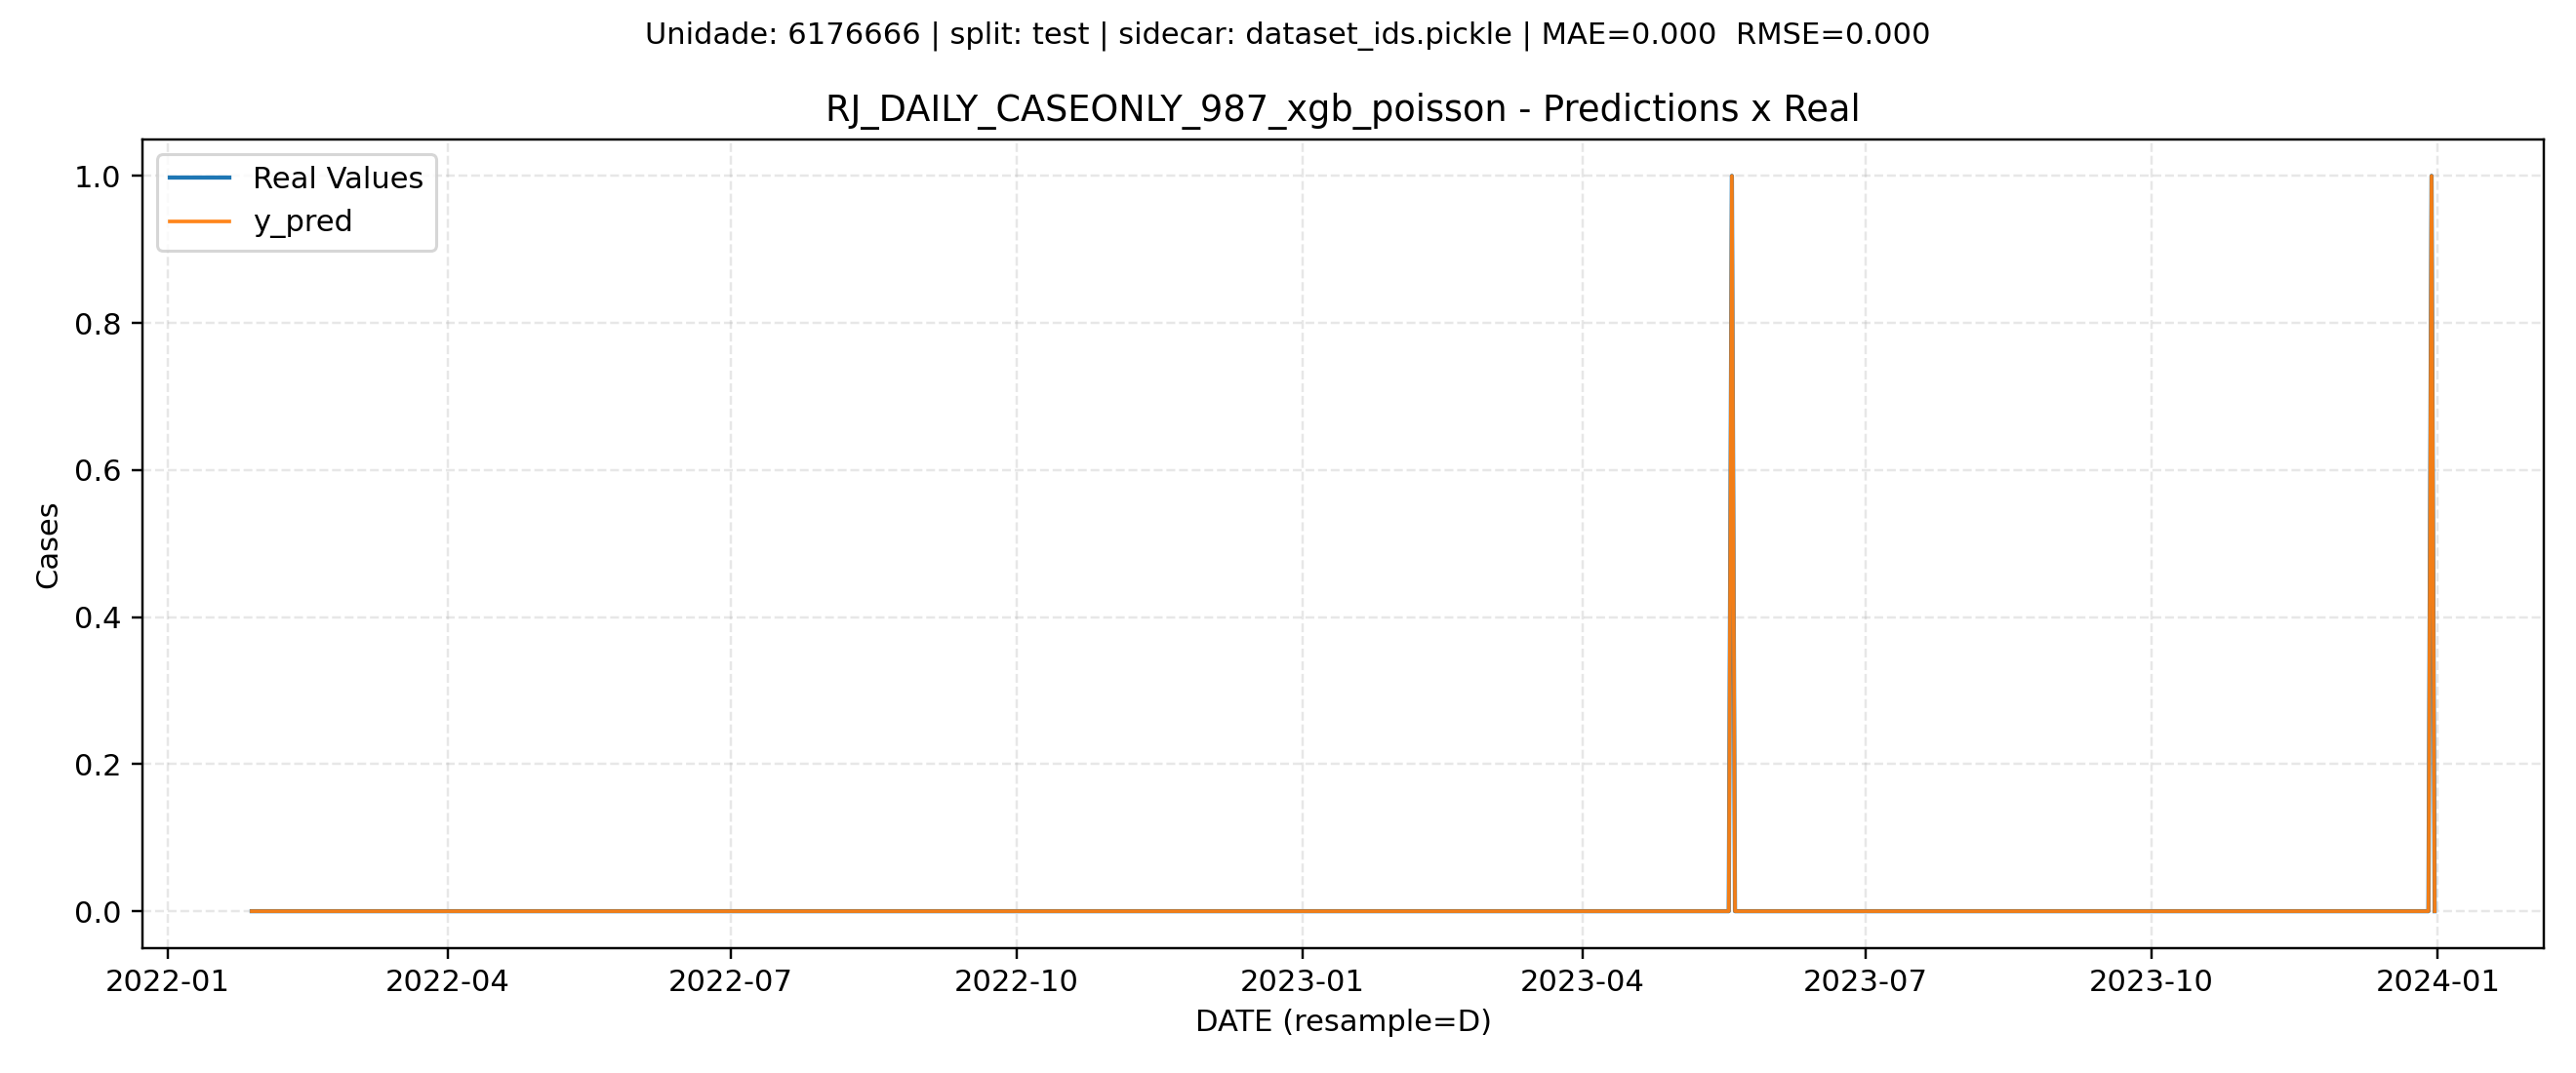 Unidade: 6176666 | split: test | sidecar: dataset_ids.pickle | MAE=0.000  RMSE=0.000
RJ_DAILY_CASEONLY_987_xgb_poisson - Predictions x Real
Real Values
y_pred
1.0
0.8
0.6
0.4
0.2
0.0
Cases
2022-01 2022-04 2022-07 2022-10 2023-01 2023-04 2023-07 2023-10 2024-01
DATE (resample=D)